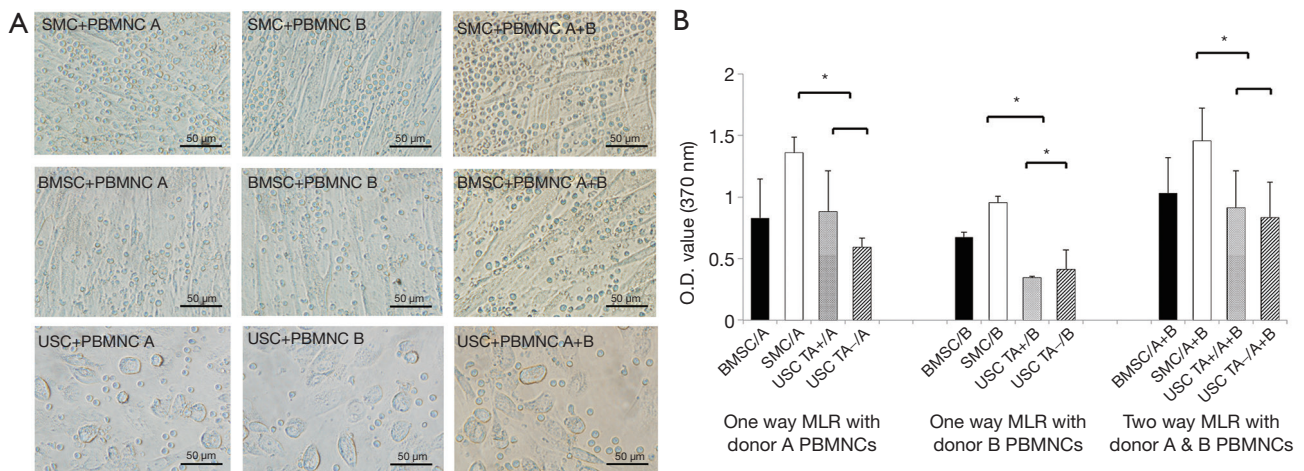 A
SMC+PBMNC A
SMC+PBMNC B
SMC+PBMNC A+B
50 μm
50 μm
50 μm
BMSC+PBMNC A
BMSC+PBMNC B
BMSC+PBMNC A+B
50 μm
50 μm
50 μm
USC+PBMNC A
USC+PBMNC B
USC+PBMNC A+B
50 μm
50 μm
50 μm
B
O.D. value (370 nm)
2
1.5
1
0.5
0
*
*
*
*
BMSC/A
SMC/A
USC TA+/A
USC TA−/A
BMSC/B
SMC/B
USC TA+/B
USC TA−/B
BMSC/A+B
SMC/A+B
USC TA+/A+B
USC TA−/A+B
One way MLR with
donor A PBMNCs
One way MLR with
donor B PBMNCs
Two way MLR with
donor A & B PBMNCs